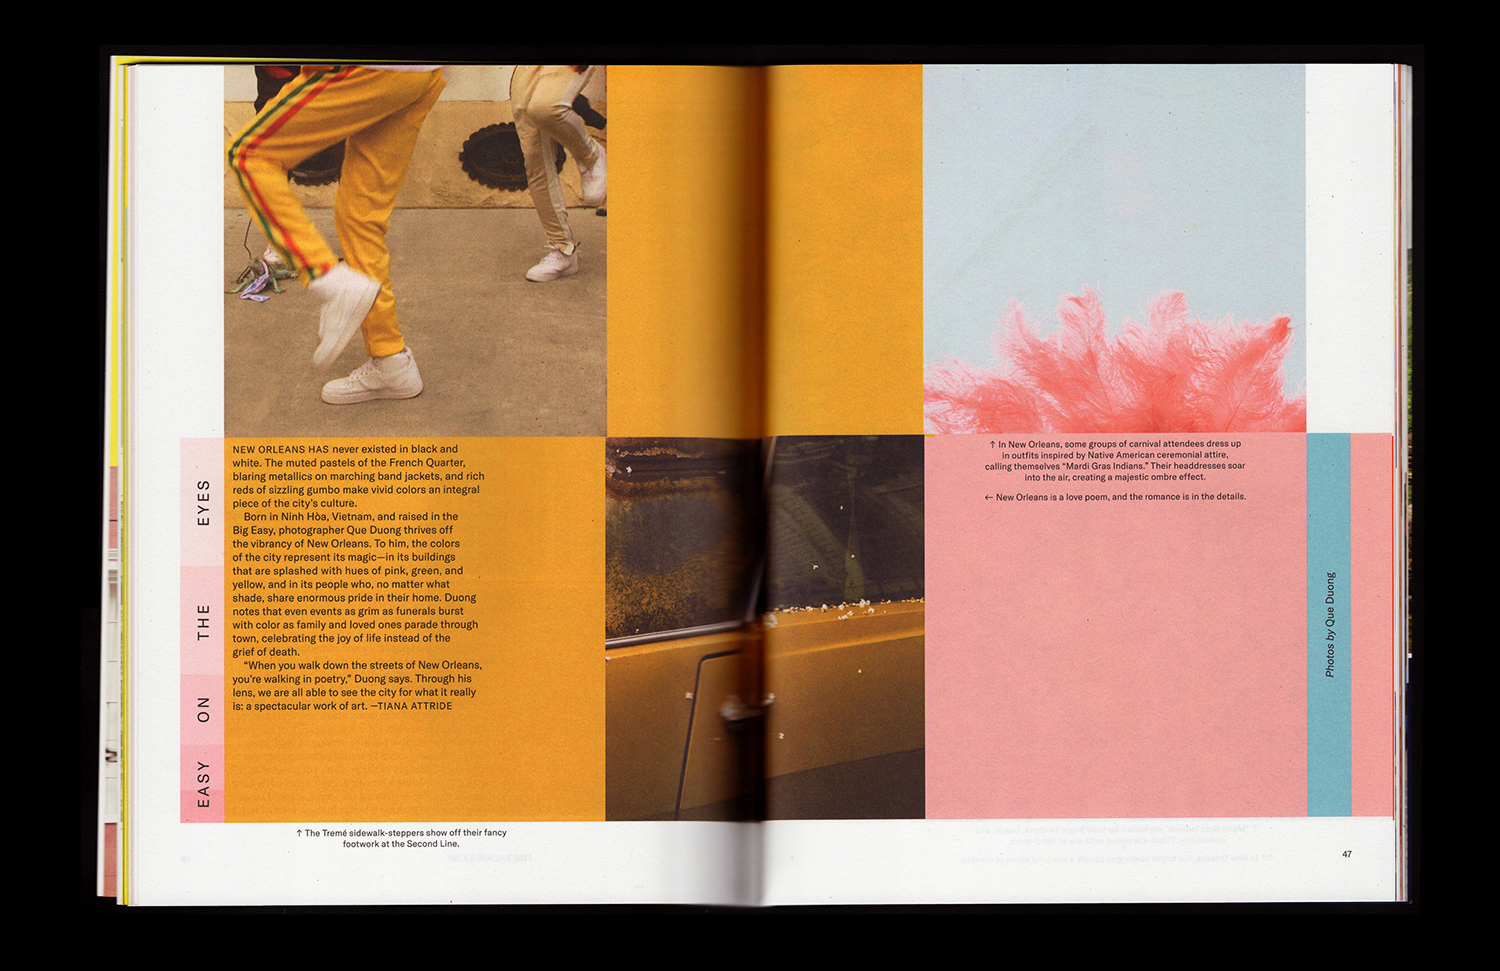 EASY ON THE EYES
NEW ORLEANS HAS never existed in black and
white. The muted pastels of the French Quarter,
blaring metallics on marching band jackets, and rich
reds of sizzling gumbo make vivid colors an integral
piece of the city's culture.
Born in Ninh Hòa, Vietnam, and raised in the
Big Easy, photographer Que Duong thrives off
the vibrancy of New Orleans. To him, the colors
of the city represent its magic—in its buildings
that are splashed with hues of pink, green, and
yellow, and in its people who, no matter what
shade, share enormous pride in their home. Duong
notes that even events as grim as funerals burst
with color as family and loved ones parade through
town, celebrating the joy of life instead of the
grief of death.
“When you walk down the streets of New Orleans,
you’re walking in poetry,” Duong says. Through his
lens, we are all able to see the city for what it really
is: a spectacular work of art. —TIANA ATTRIDE
↑ The Tremé sidewalk-steppers show off their fancy
footwork at the Second Line.
↑ In New Orleans, some groups of carnival attendees dress up
in outfits inspired by Native American ceremonial attire,
calling themselves “Mardi Gras Indians.” Their headdresses soar
into the air, creating a majestic ombre effect.
← New Orleans is a love poem, and the romance is in the details.
Photos by Que Duong
47